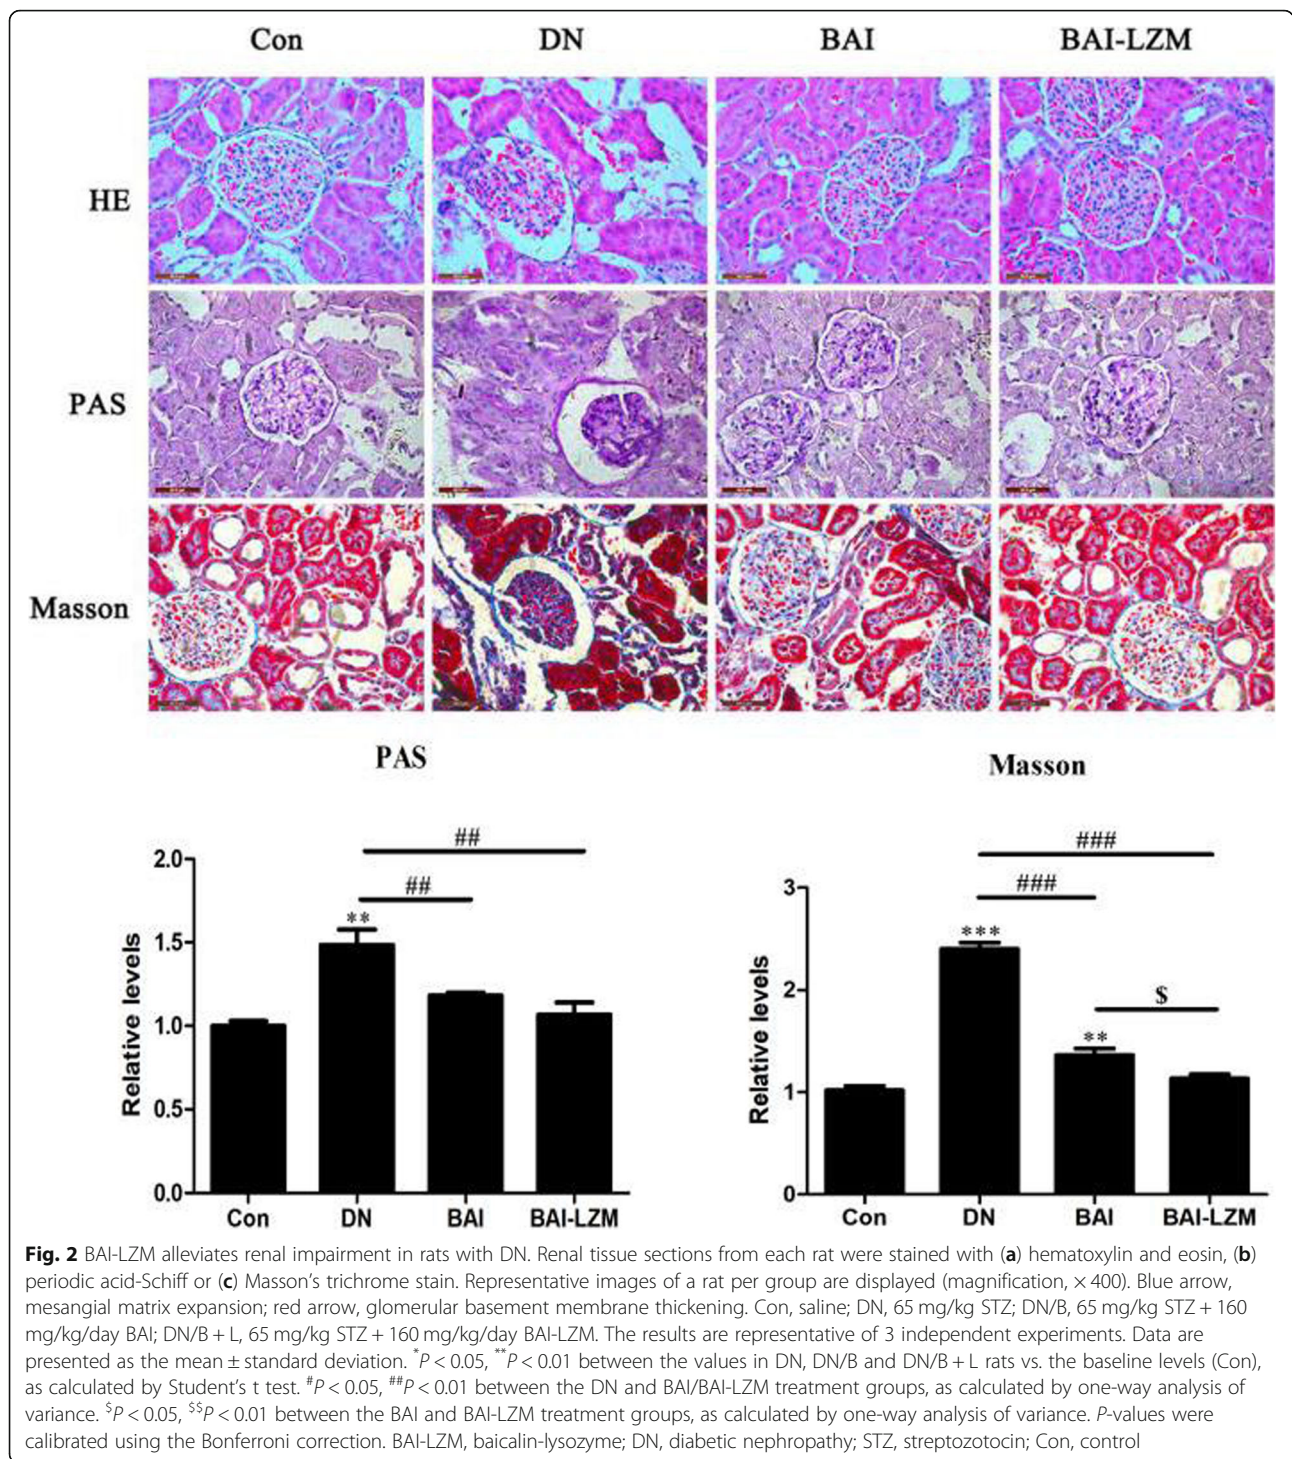 Con DN BAI BAI-LZM
HE
PAS
Masson
PAS
Relative levels
2.0
1.5
1.0
0.5
0.0
**
##
##
Con DN BAI BAI-LZM
Masson
Relative levels
3
2
1
0
***
**
###
###
$
Con DN BAI BAI-LZM
Fig. 2 BAI-LZM alleviates renal impairment in rats with DN. Renal tissue sections from each rat were stained with (a) hematoxylin and eosin, (b)
periodic acid-Schiff or (c) Masson's trichrome stain. Representative images of a rat per group are displayed (magnification, × 400). Blue arrow,
mesangial matrix expansion; red arrow, glomerular basement membrane thickening. Con, saline; DN, 65 mg/kg STZ; DN/B, 65 mg/kg STZ + 160
mg/kg/day BAI; DN/B + L, 65 mg/kg STZ + 160 mg/kg/day BAI-LZM. The results are representative of 3 independent experiments. Data are
presented as the mean ± standard deviation. *P < 0.05, **P < 0.01 between the values in DN, DN/B and DN/B + L rats vs. the baseline levels (Con),
as calculated by Student's t test. #P < 0.05, ##P < 0.01 between the DN and BAI/BAI-LZM treatment groups, as calculated by one-way analysis of
variance. $P < 0.05, $$P < 0.01 between the BAI and BAI-LZM treatment groups, as calculated by one-way analysis of variance. P-values were
calibrated using the Bonferroni correction. BAI-LZM, baicalin-lysozyme; DN, diabetic nephropathy; STZ, streptozotocin; Con, control